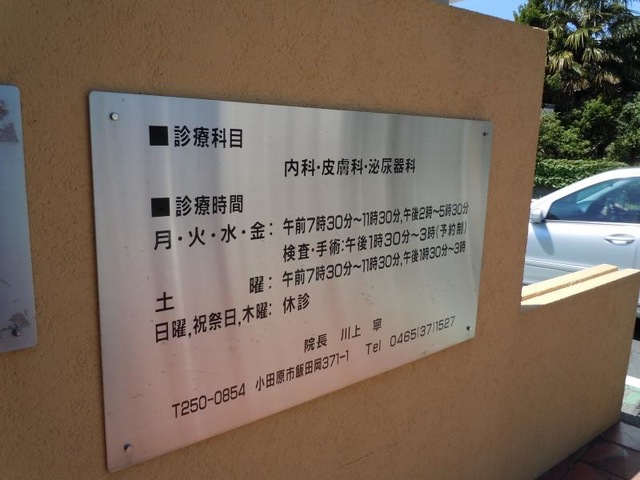 ■診療科目
内科・皮膚科・泌尿器科
■診療時間
月・火・水・金：午前7時30分～11時30分,午後2時～5時30分
検査・手術：午後1時30分～3時(予約制)
土曜：午前7時30分～11時30分,午後1時30分～3時
日曜,祝祭日,木曜：休診
院長 川上 寧
T250-0854 小田原市飯田岡371-1 Tel 0465(37)1527